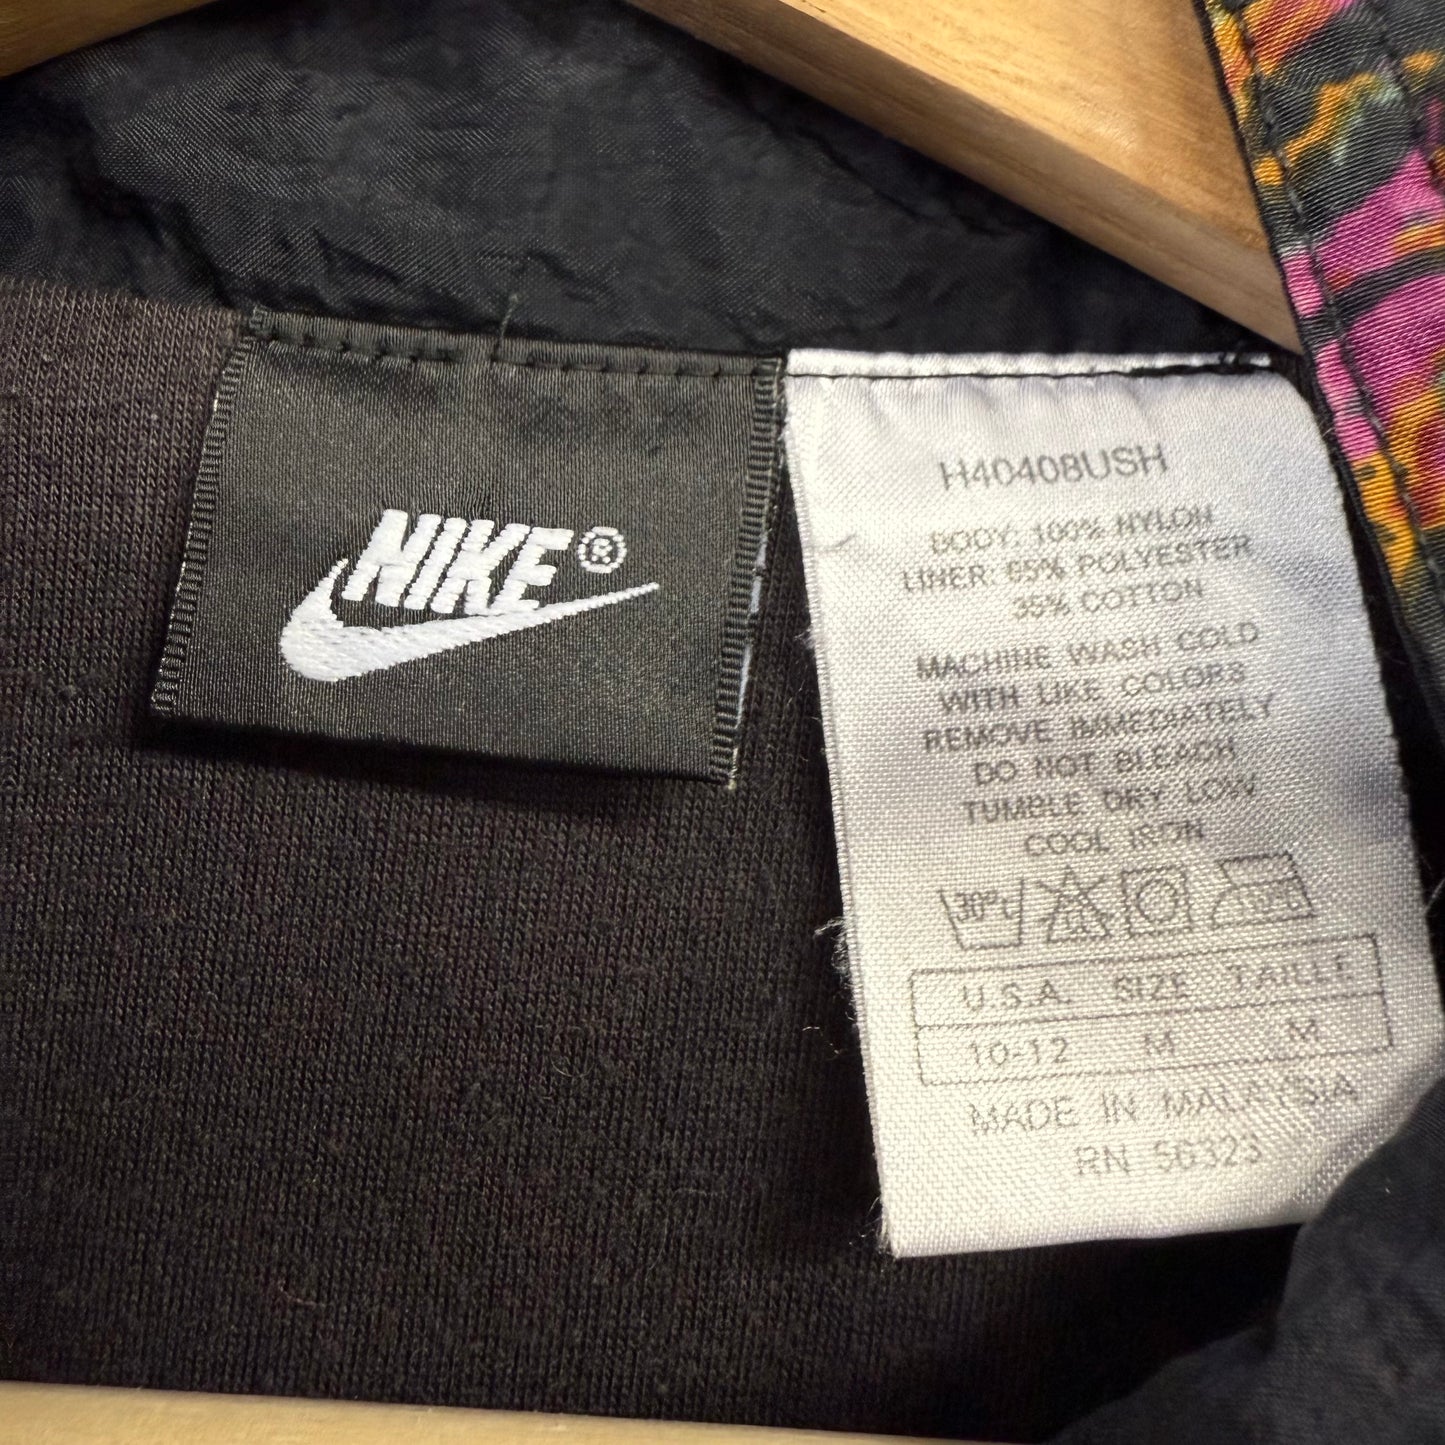 NIKE®
H40408USH
BODY: 100% NYLON
LINER: 65% POLYESTER
35% COTTON
MACHINE WASH COLD
WITH LIKE COLORS
REMOVE IMMEDIATELY
DO NOT BLEACH
TUMBLE DRY LOW
COOL IRON
30°C
U.S.A. SIZE TAILLE
10-12 M M
MADE IN MALAYSIA
RN 56323